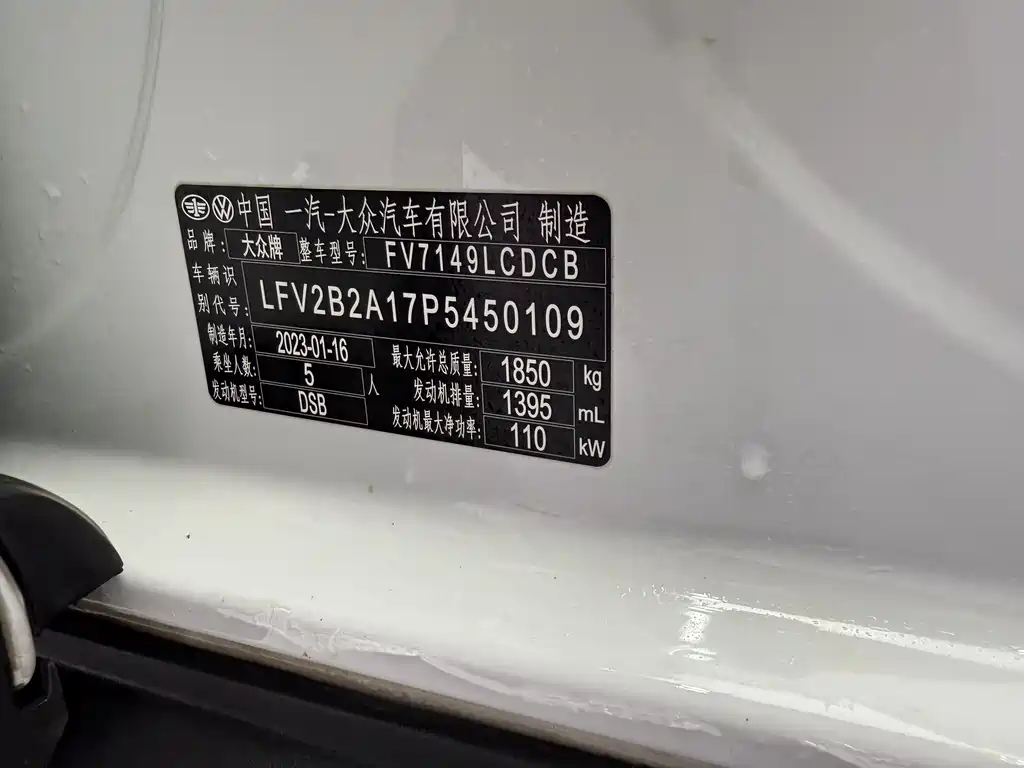 中国 一汽-大众汽车有限公司 制造
品牌: 大众牌 整车型号: FV7149LCDCB
车辆识别代号: LFV2B2A17P5450109
制造年月: 2023-01-16 最大允许总质量: 1850 kg
乘坐人数: 5 人 发动机排量: 1395 mL
发动机型号: DSB 发动机最大净功率: 110 kW